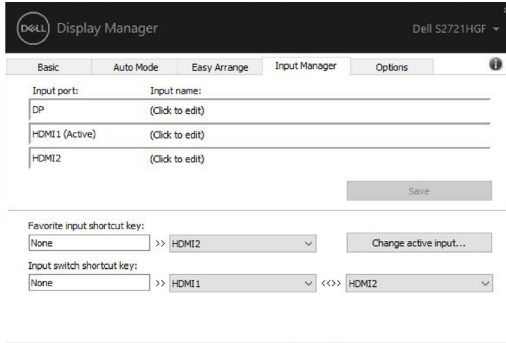 DELL Display Manager Dell S2721HGF
Basic Auto Mode Easy Arrange Input Manager Options
Input port: Input name:
DP (Click to edit)
HDMI1 (Active) (Click to edit)
HDMI2 (Click to edit)
Save
Favorite input shortcut key:
None >> HDMI2 Change active input...
Input switch shortcut key:
None >> HDMI1 <<>> HDMI2